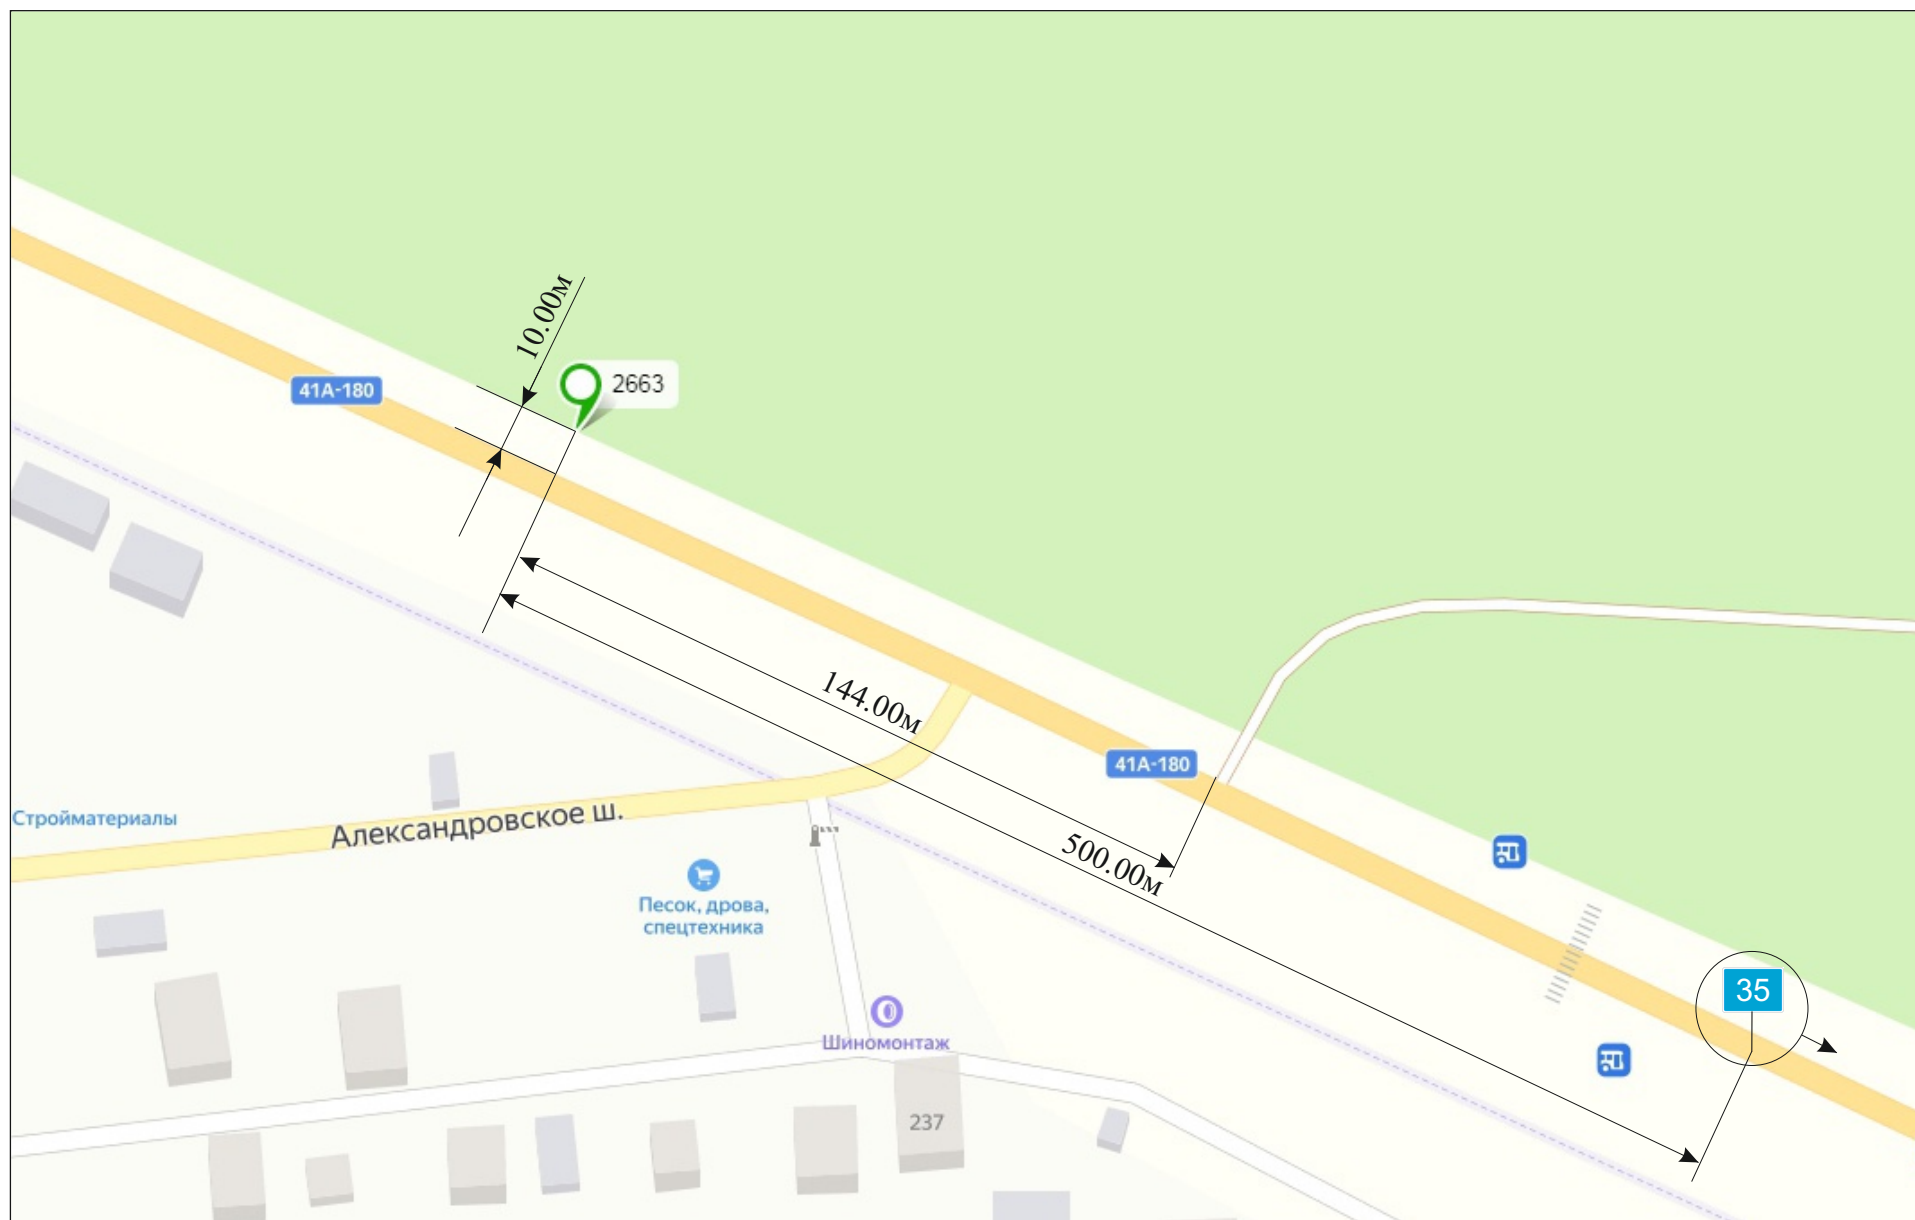 10.00м
2663
41А-180
144.00м
41А-180
Стройматериалы
Александровское ш.
500.00м
Песок, дрова,
спецтехника
35
Шиномонтаж
237